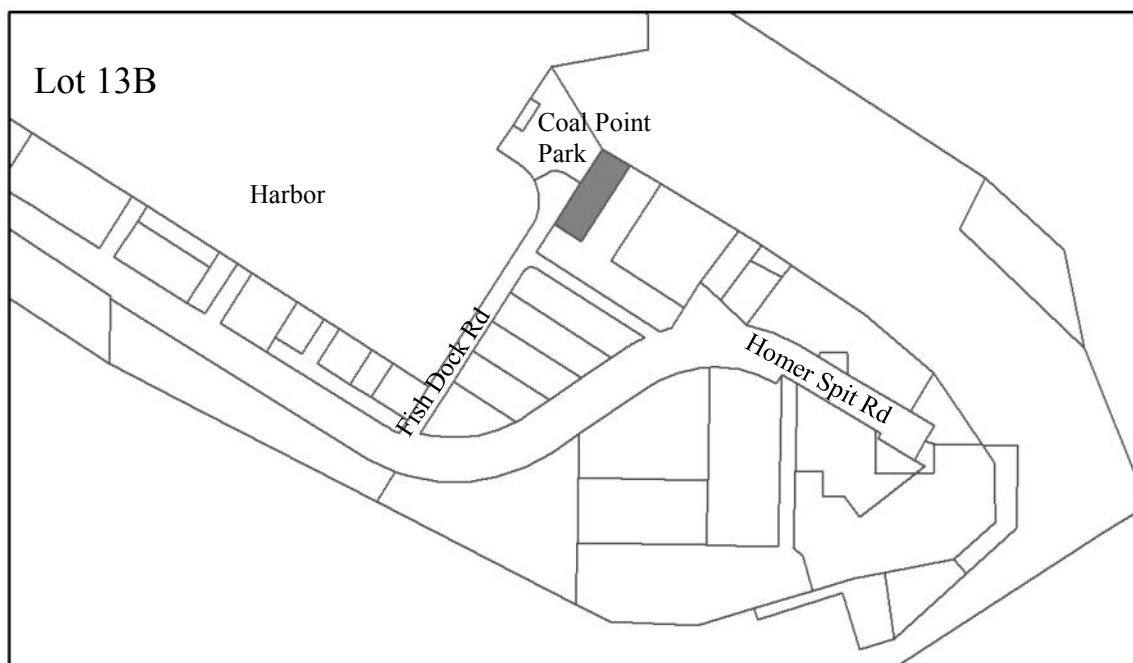 Lot 13B
Coal Point
Park
Harbor
Fish Dock Rd
Homer Spit Rd